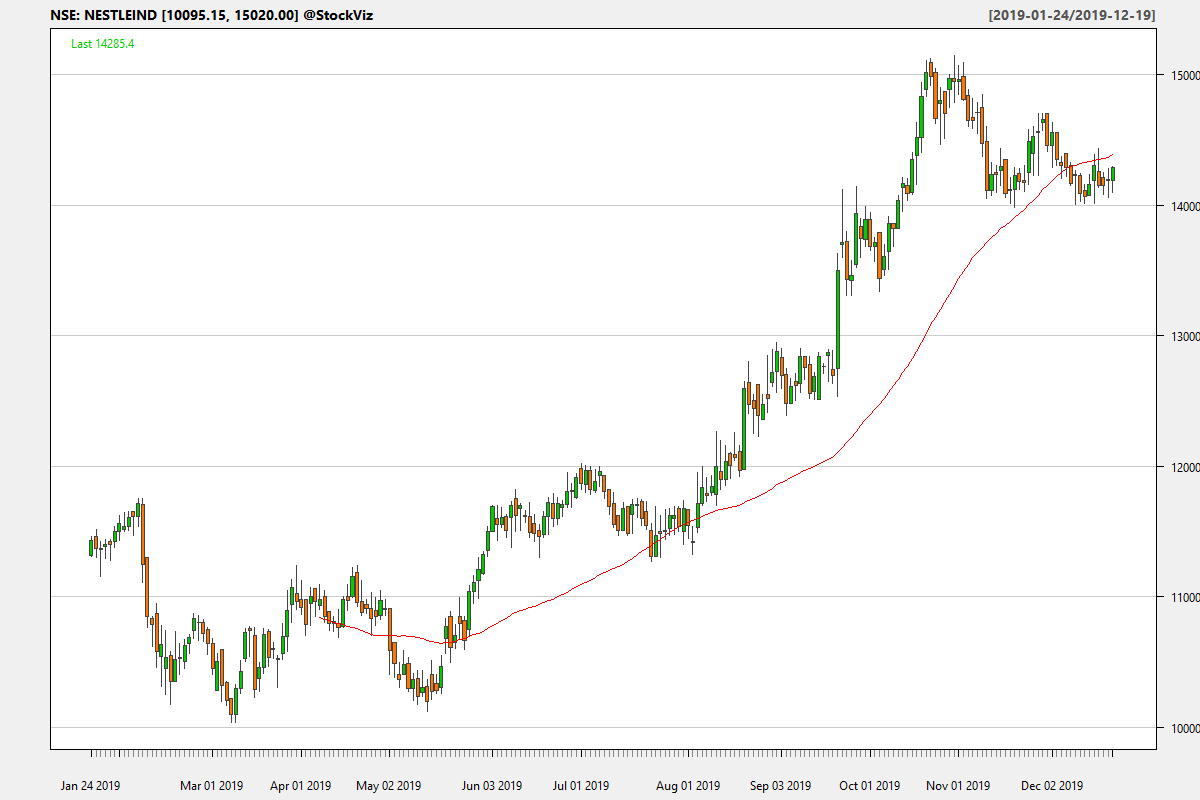 NSE: NESTLEIND [10095.15, 15020.00] @StockViz [2019-01-24/2019-12-19]
Last 14285.4
15000
14000
13000
12000
11000
10000
Jan 24 2019 Mar 01 2019 Apr 01 2019 May 02 2019 Jun 03 2019 Jul 01 2019 Aug 01 2019 Sep 03 2019 Oct 01 2019 Nov 01 2019 Dec 02 2019